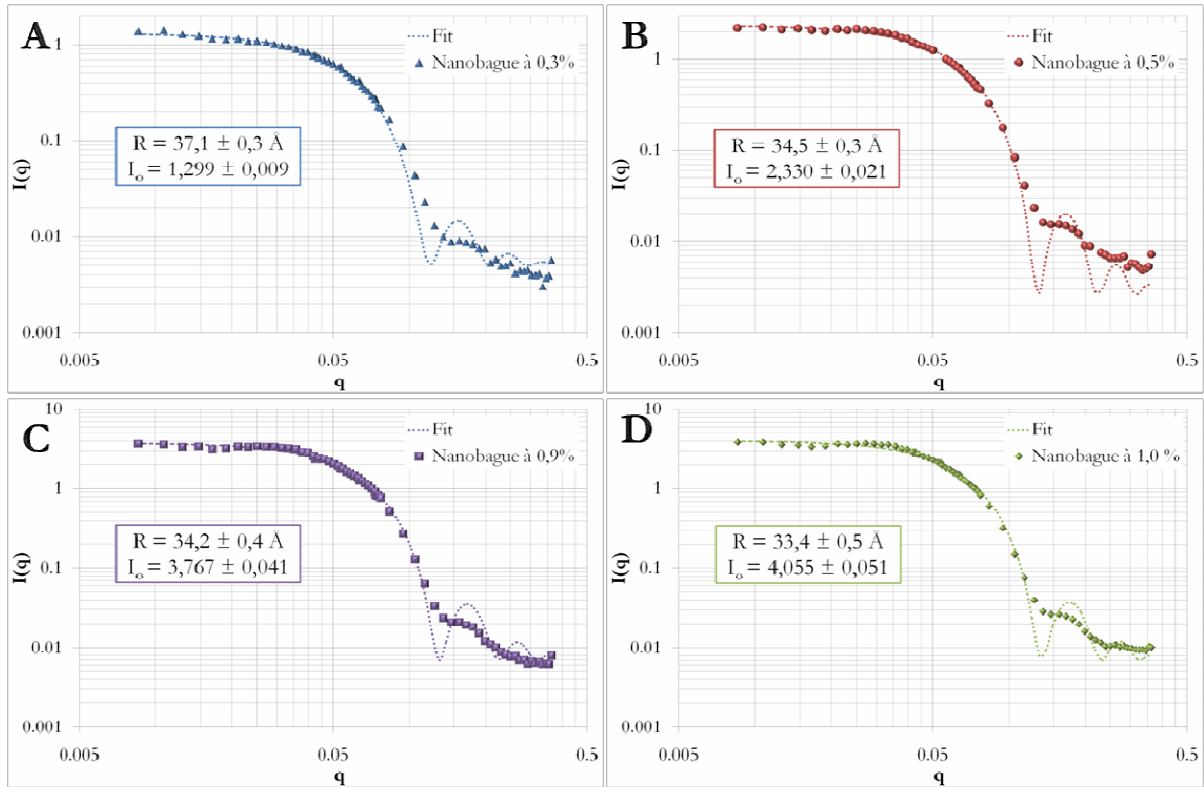 A
Fit
Nanobague à 0,3%
R = 37,1 ± 0,3 Å
I₀ = 1,299 ± 0,009
I(q)
1
0.1
0.01
0.001
0.005
0.05
0.5
q
B
Fit
Nanobague à 0,5%
R = 34,5 ± 0,3 Å
I₀ = 2,330 ± 0,021
I(q)
1
0.1
0.01
0.001
0.005
0.05
0.5
q
C
Fit
Nanobague à 0,9%
R = 34,2 ± 0,4 Å
I₀ = 3,767 ± 0,041
I(q)
10
1
0.1
0.01
0.001
0.005
0.05
0.5
q
D
Fit
Nanobague à 1,0 %
R = 33,4 ± 0,5 Å
I₀ = 4,055 ± 0,051
I(q)
10
1
0.1
0.01
0.001
0.005
0.05
0.5
q